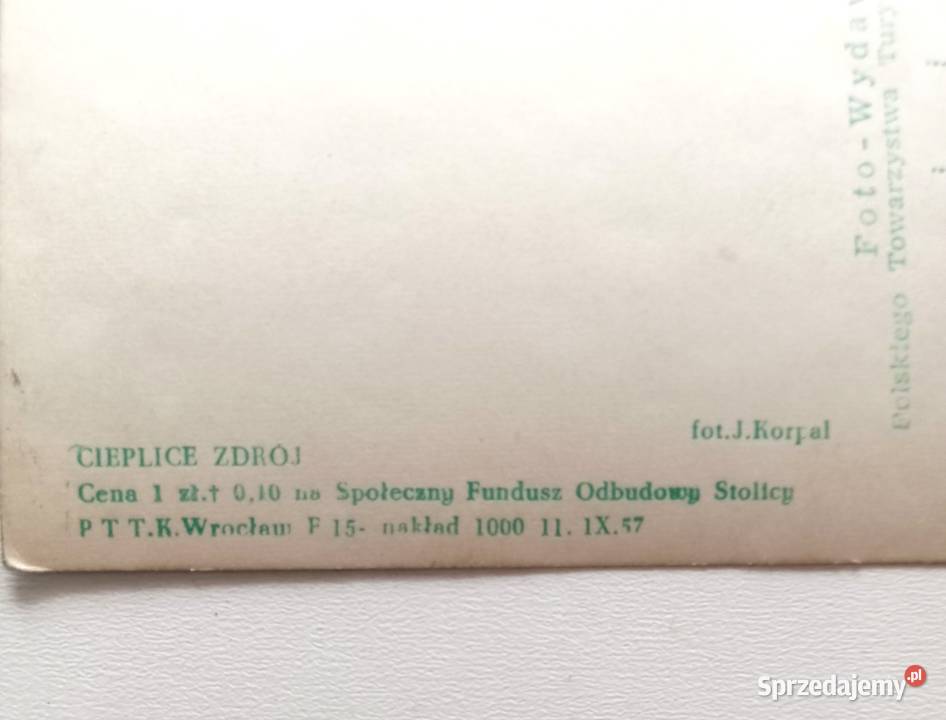 fot.J.Korpal
CIEPLICE ZDRÓJ
Cena 1 zł.† 0,10 na Społeczny Fundusz Odbudowy Stolicy
P T T.K.Wrocław F 15- nakład 1000 11. IX.57
Foto-Wydaw
Polskiego Towarzystwa Tury
Sprzedajemy.pl